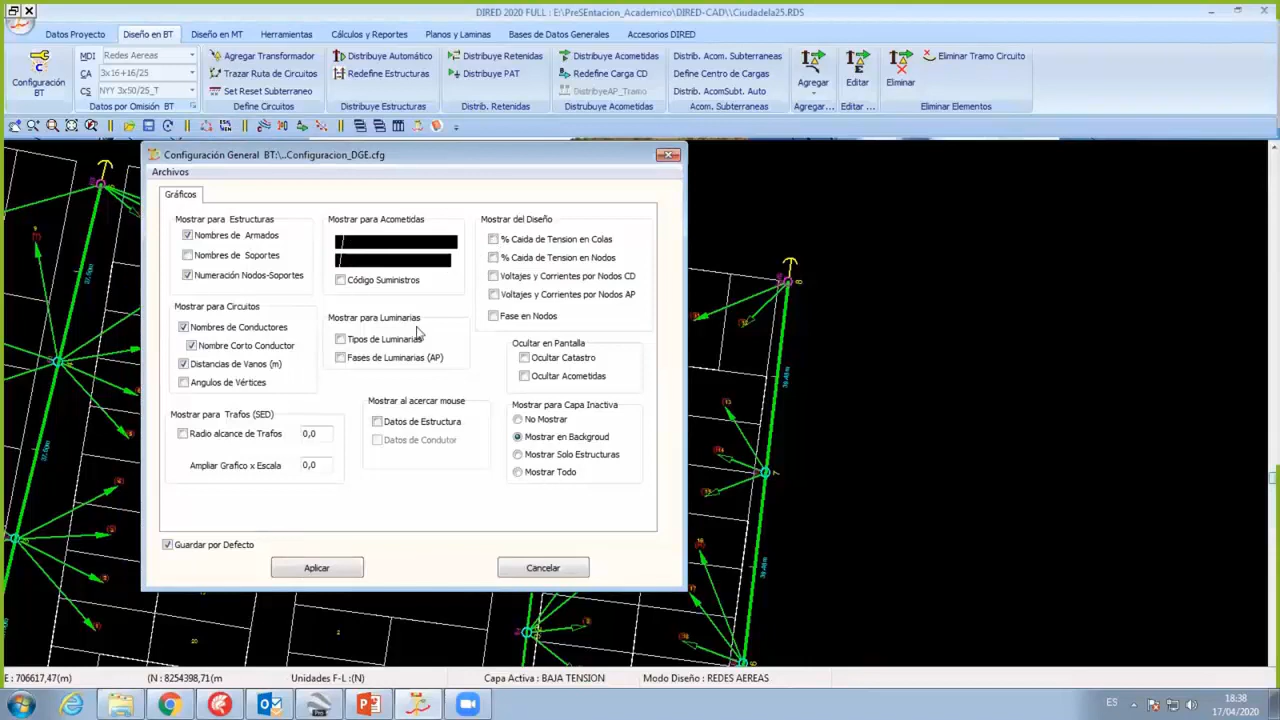 DIRED 2020 FULL : E:\PreSEntacion_Academico\DIRED-CAD\\Ciudadela25.RDS
Datos Proyecto
Diseño en BT
Diseño en MT
Herramientas
Cálculos y Reportes
Planos y Laminas
Bases de Datos Generales
Accesorios DIRED
Configuración BT
MDI Redes Aereas
CA 3x16+16/25
CS NYY 3x50/25_T
Datos por Omisión BT
Agregar Transformador
Trazar Ruta de Circuitos
Set Reset Subterraneo
Define Circuitos
Distribuye Automático
Redefine Estructuras
Distribuye Estructuras
Distribuye Retenidas
Distribuye PAT
Distrib. Retenidas
Distribuye Acometidas
Redefine Carga CD
DistribyeAP_Tramo
Distrubuye Acometidas
Distrib. Acom. Subterraneas
Define Centro de Cargas
Distrib. AcomSubt. Auto
Acom. Subterraneas
Agregar
Agregar...
Editar
Editar ...
Eliminar
Eliminar Tramo Circuito
Eliminar Elementos
Configuración General BT:\..Configuracion_DGE.cfg
Archivos
Gráficos
Mostrar para Estructuras
Nombres de Armados
Nombres de Soportes
Numeración Nodos-Soportes
Mostrar para Circuitos
Nombres de Conductores
Nombre Corto Conductor
Distancias de Vanos (m)
Angulos de Vértices
Mostrar para Trafos (SED)
Radio alcance de Trafos 0,0
Ampliar Grafico x Escala 0,0
Mostrar para Acometidas
Código Suministros
Mostrar para Luminarias
Tipos de Luminarias
Fases de Luminarias (AP)
Mostrar al acercar mouse
Datos de Estructura
Datos de Condutor
Mostrar del Diseño
% Caida de Tension en Colas
% Caida de Tension en Nodos
Voltajes y Corrientes por Nodos CD
Voltajes y Corrientes por Nodos AP
Fase en Nodos
Ocultar en Pantalla
Ocultar Catastro
Ocultar Acometidas
Mostrar para Capa Inactiva
No Mostrar
Mostrar en Backgroud
Mostrar Solo Estructuras
Mostrar Todo
Guardar por Defecto
Aplicar
Cancelar
8
7
6
E : 706617,47(m)
(N : 8254398,71(m
Unidades F-L :(N)
Capa Activa : BAJA TENSION
Modo Diseño : REDES AEREAS
ES
18:38
17/04/2020